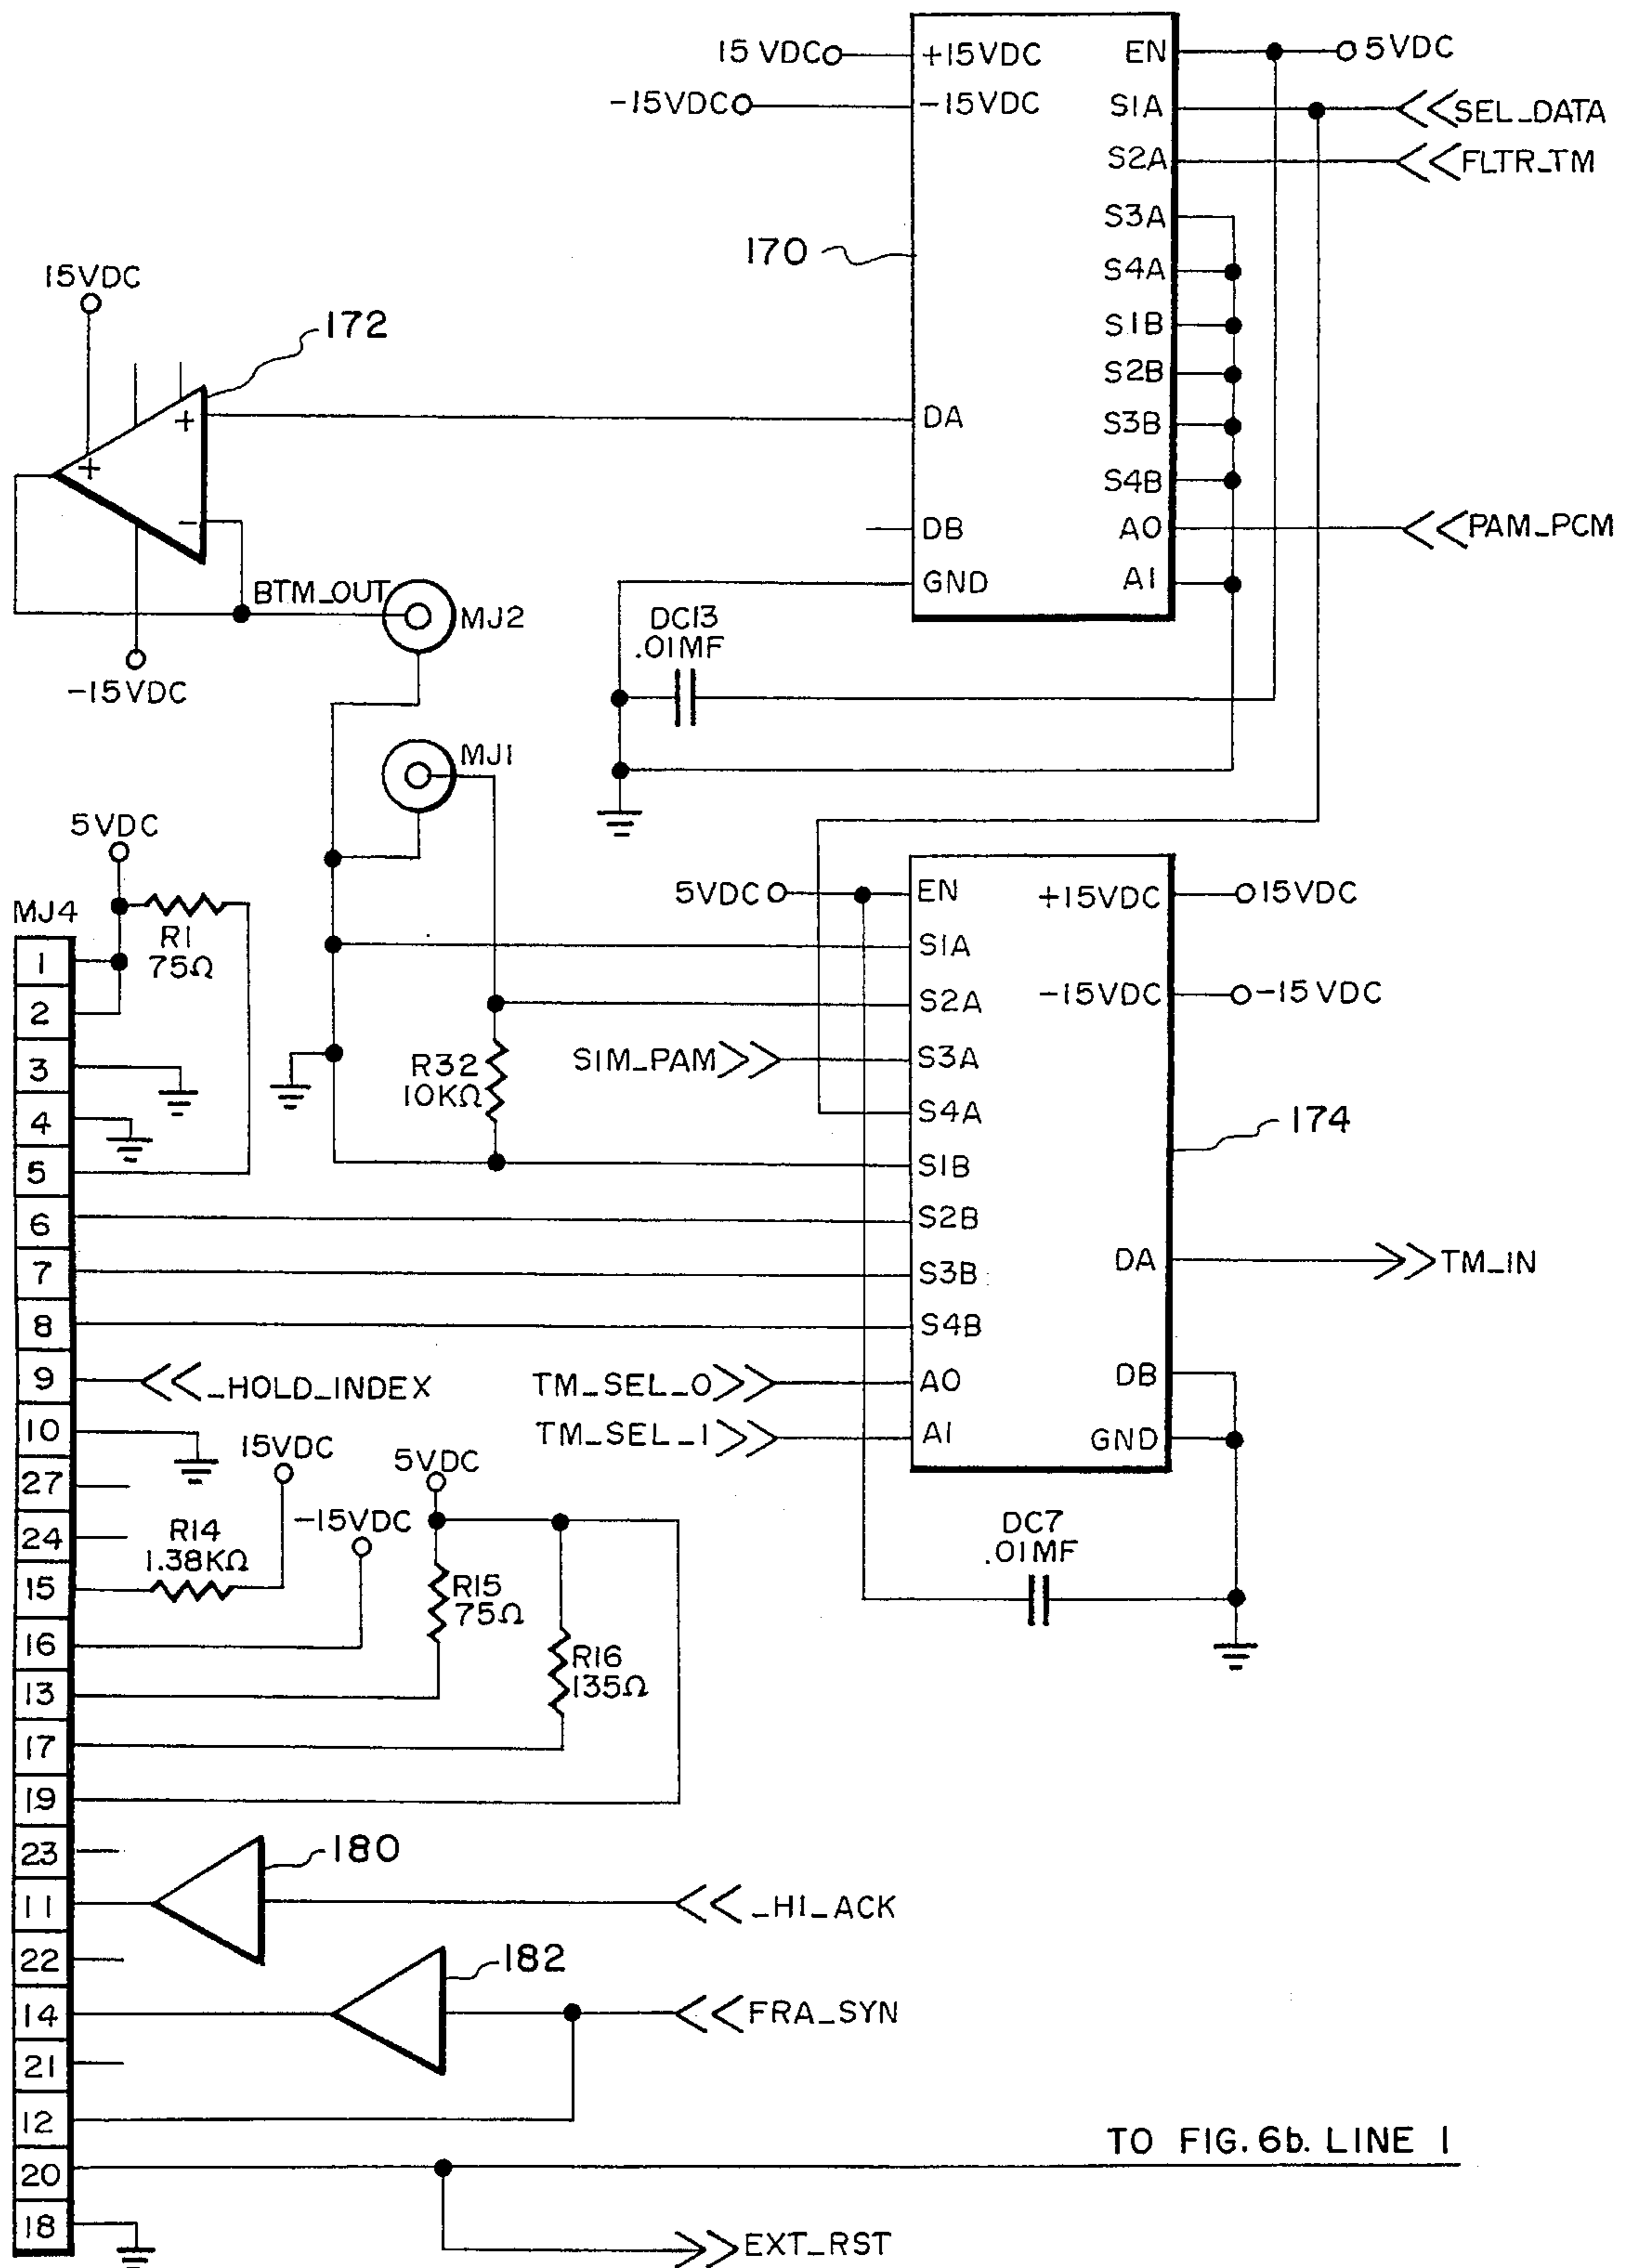 15 VDC
+15VDC
EN
5VDC
-15VDC
-15VDC
S1A
SEL_DATA
S2A
FLTR_TM
S3A
170
S4A
15VDC
S1B
172
S2B
+
DA
S3B
+
S4B
-
DB
A0
PAM_PCM
BTM_OUT
GND
A1
MJ2
DC13
.01MF
-15VDC
MJ1
5VDC
5VDC
EN
+15VDC
15VDC
MJ4
R1
75Ω
1
S1A
-15VDC
-15VDC
2
S2A
3
R32
10KΩ
SIM_PAM
S3A
4
S4A
174
5
S1B
6
S2B
7
S3B
DA
TM_IN
8
S4B
9
_HOLD_INDEX
TM_SEL_0
A0
DB
10
15VDC
5VDC
TM_SEL_1
A1
GND
27
24
R14
1.38KΩ
-15VDC
DC7
.01MF
15
R15
75Ω
16
R16
135Ω
13
17
19
23
180
11
_HI_ACK
22
182
14
FRA_SYN
21
12
TO FIG. 6b. LINE 1
20
18
EXT_RST